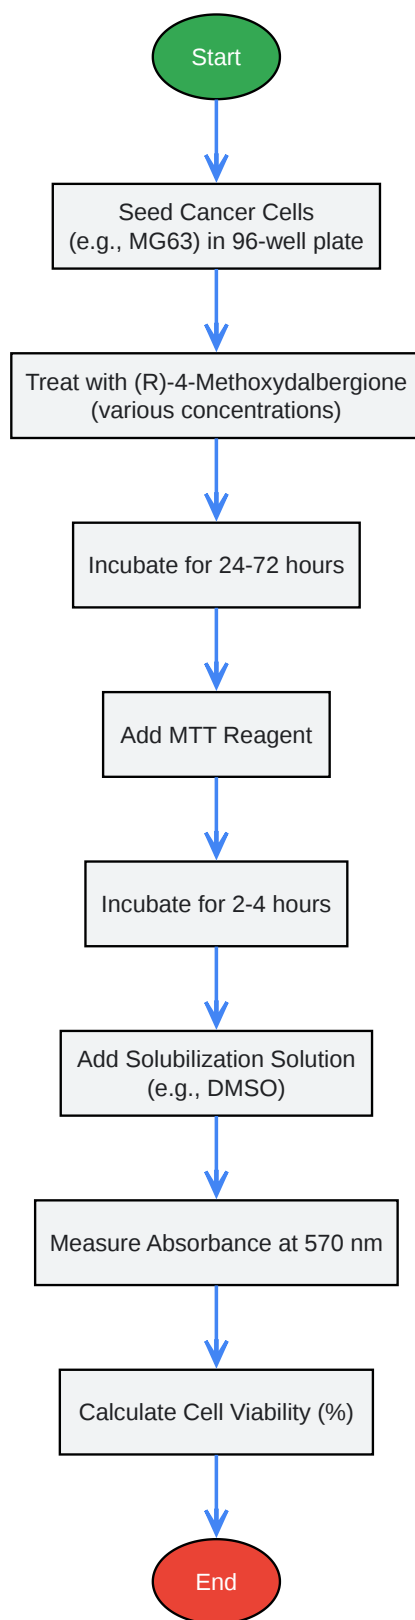 Start
Seed Cancer Cells
(e.g., MG63) in 96-well plate
Treat with (R)-4-Methoxydalbergione
(various concentrations)
Incubate for 24-72 hours
Add MTT Reagent
Incubate for 2-4 hours
Add Solubilization Solution
(e.g., DMSO)
Measure Absorbance at 570 nm
Calculate Cell Viability (%)
End